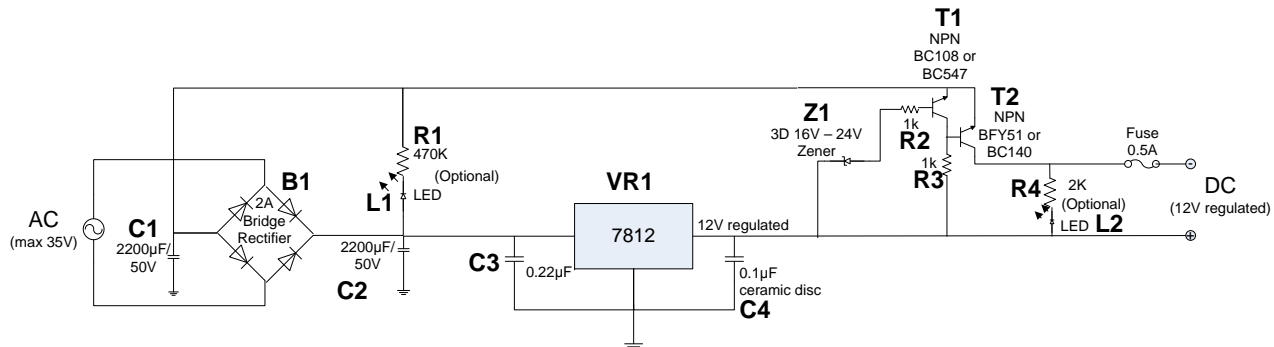 T1
NPN
BC108 or
BC547
T2
NPN
BFY51 or
BC140
Z1
3D 16V – 24V
Zener
1k
R2
1k
R3
Fuse
0.5A
R1
470K
(Optional)
LED
L1
VR1
7812
12V regulated
R4
2K
(Optional)
LED
L2
DC
(12V regulated)
AC
(max 35V)
C1
2200µF/
50V
B1
2A
Bridge
Rectifier
2200µF/
50V
C2
C3
0.22µF
0.1µF
ceramic disc
C4
-
+